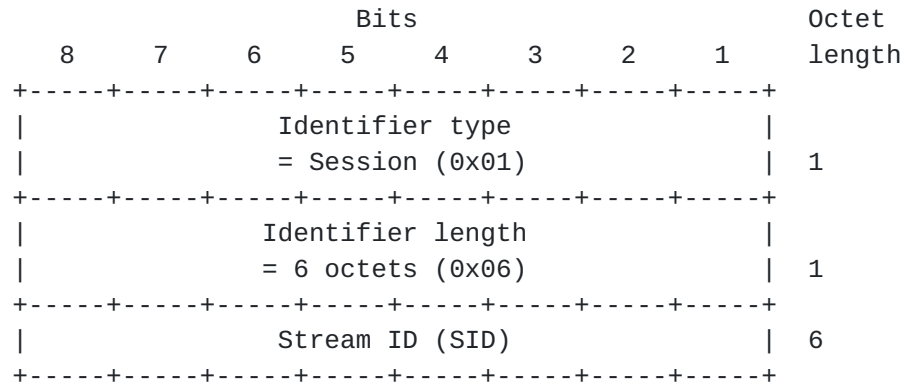 Bits                          Octet
   8     7     6     5     4     3     2     1     length
+-----+-----+-----+-----+-----+-----+-----+-----+
|                Identifier type                |
|                = Session (0x01)               |  1
+-----+-----+-----+-----+-----+-----+-----+-----+
|               Identifier length               |
|               = 6 octets (0x06)               |  1
+-----+-----+-----+-----+-----+-----+-----+-----+
|                Stream ID (SID)                |  6
+-----+-----+-----+-----+-----+-----+-----+-----+